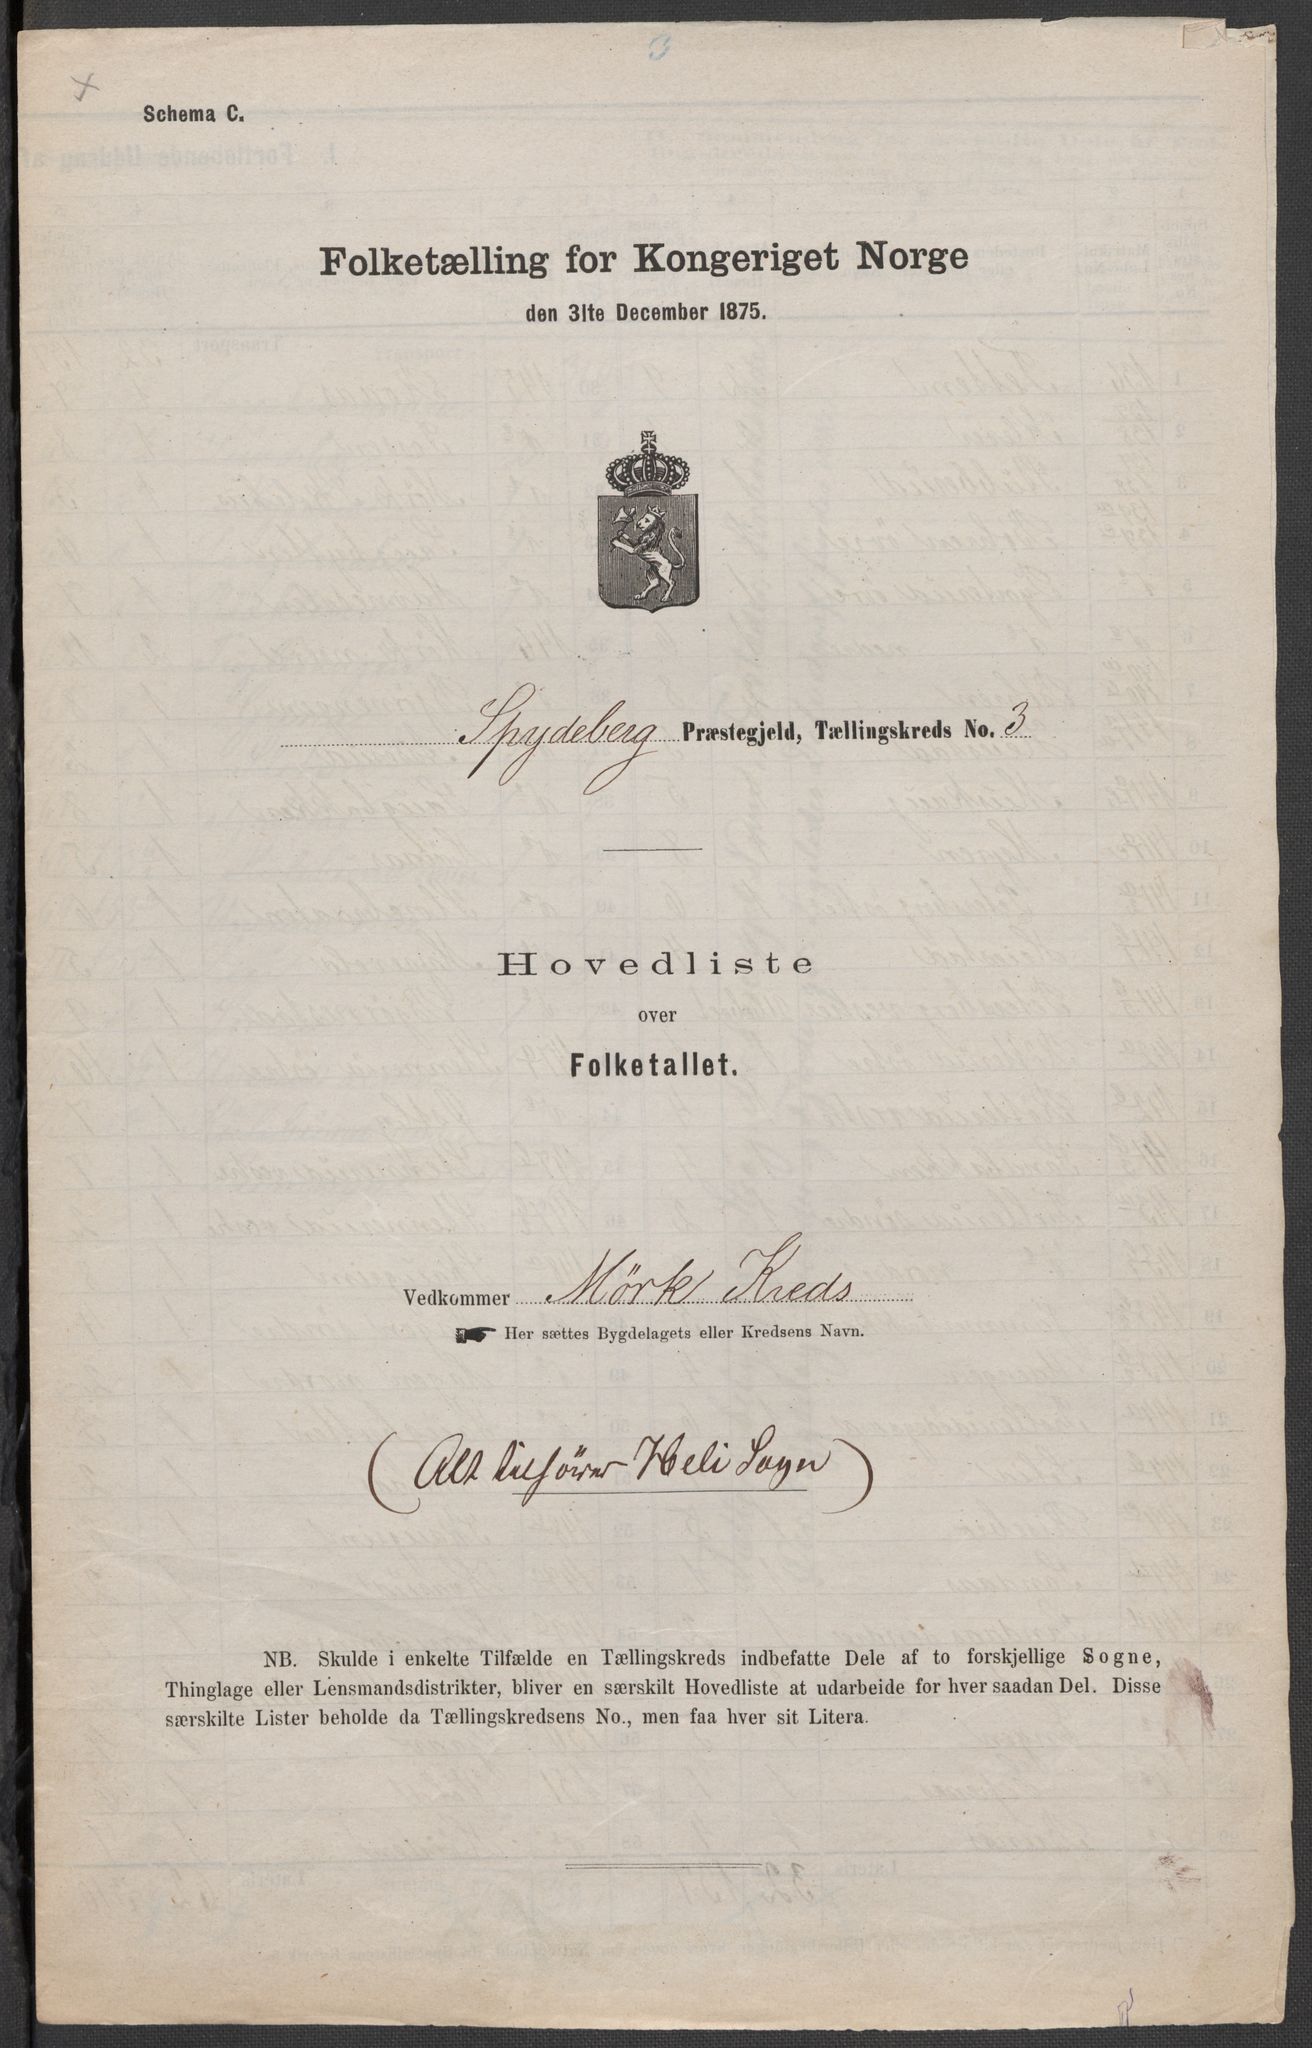 3
Schema C.
Folketælling for Kongeriget Norge
den 31te December 1875.
Spydeberg Præstegjeld, Tællingskreds No. 3
Hovedliste
over
Folketallet.
Vedkommer Mörk Kreds
Her sættes Bygdelagets eller Kredsens Navn.
(Alt tilhörer Heli Sogn)
NB. Skulde i enkelte Tilfælde en Tællingskreds indbefatte Dele af to forskjellige Sogne,
Thinglage eller Lensmandsdistrikter, bliver en særskilt Hovedliste at udarbeide for hver saadan Del. Disse
særskilte Lister beholde da Tællingskredsens No., men faa hver sit Litera.